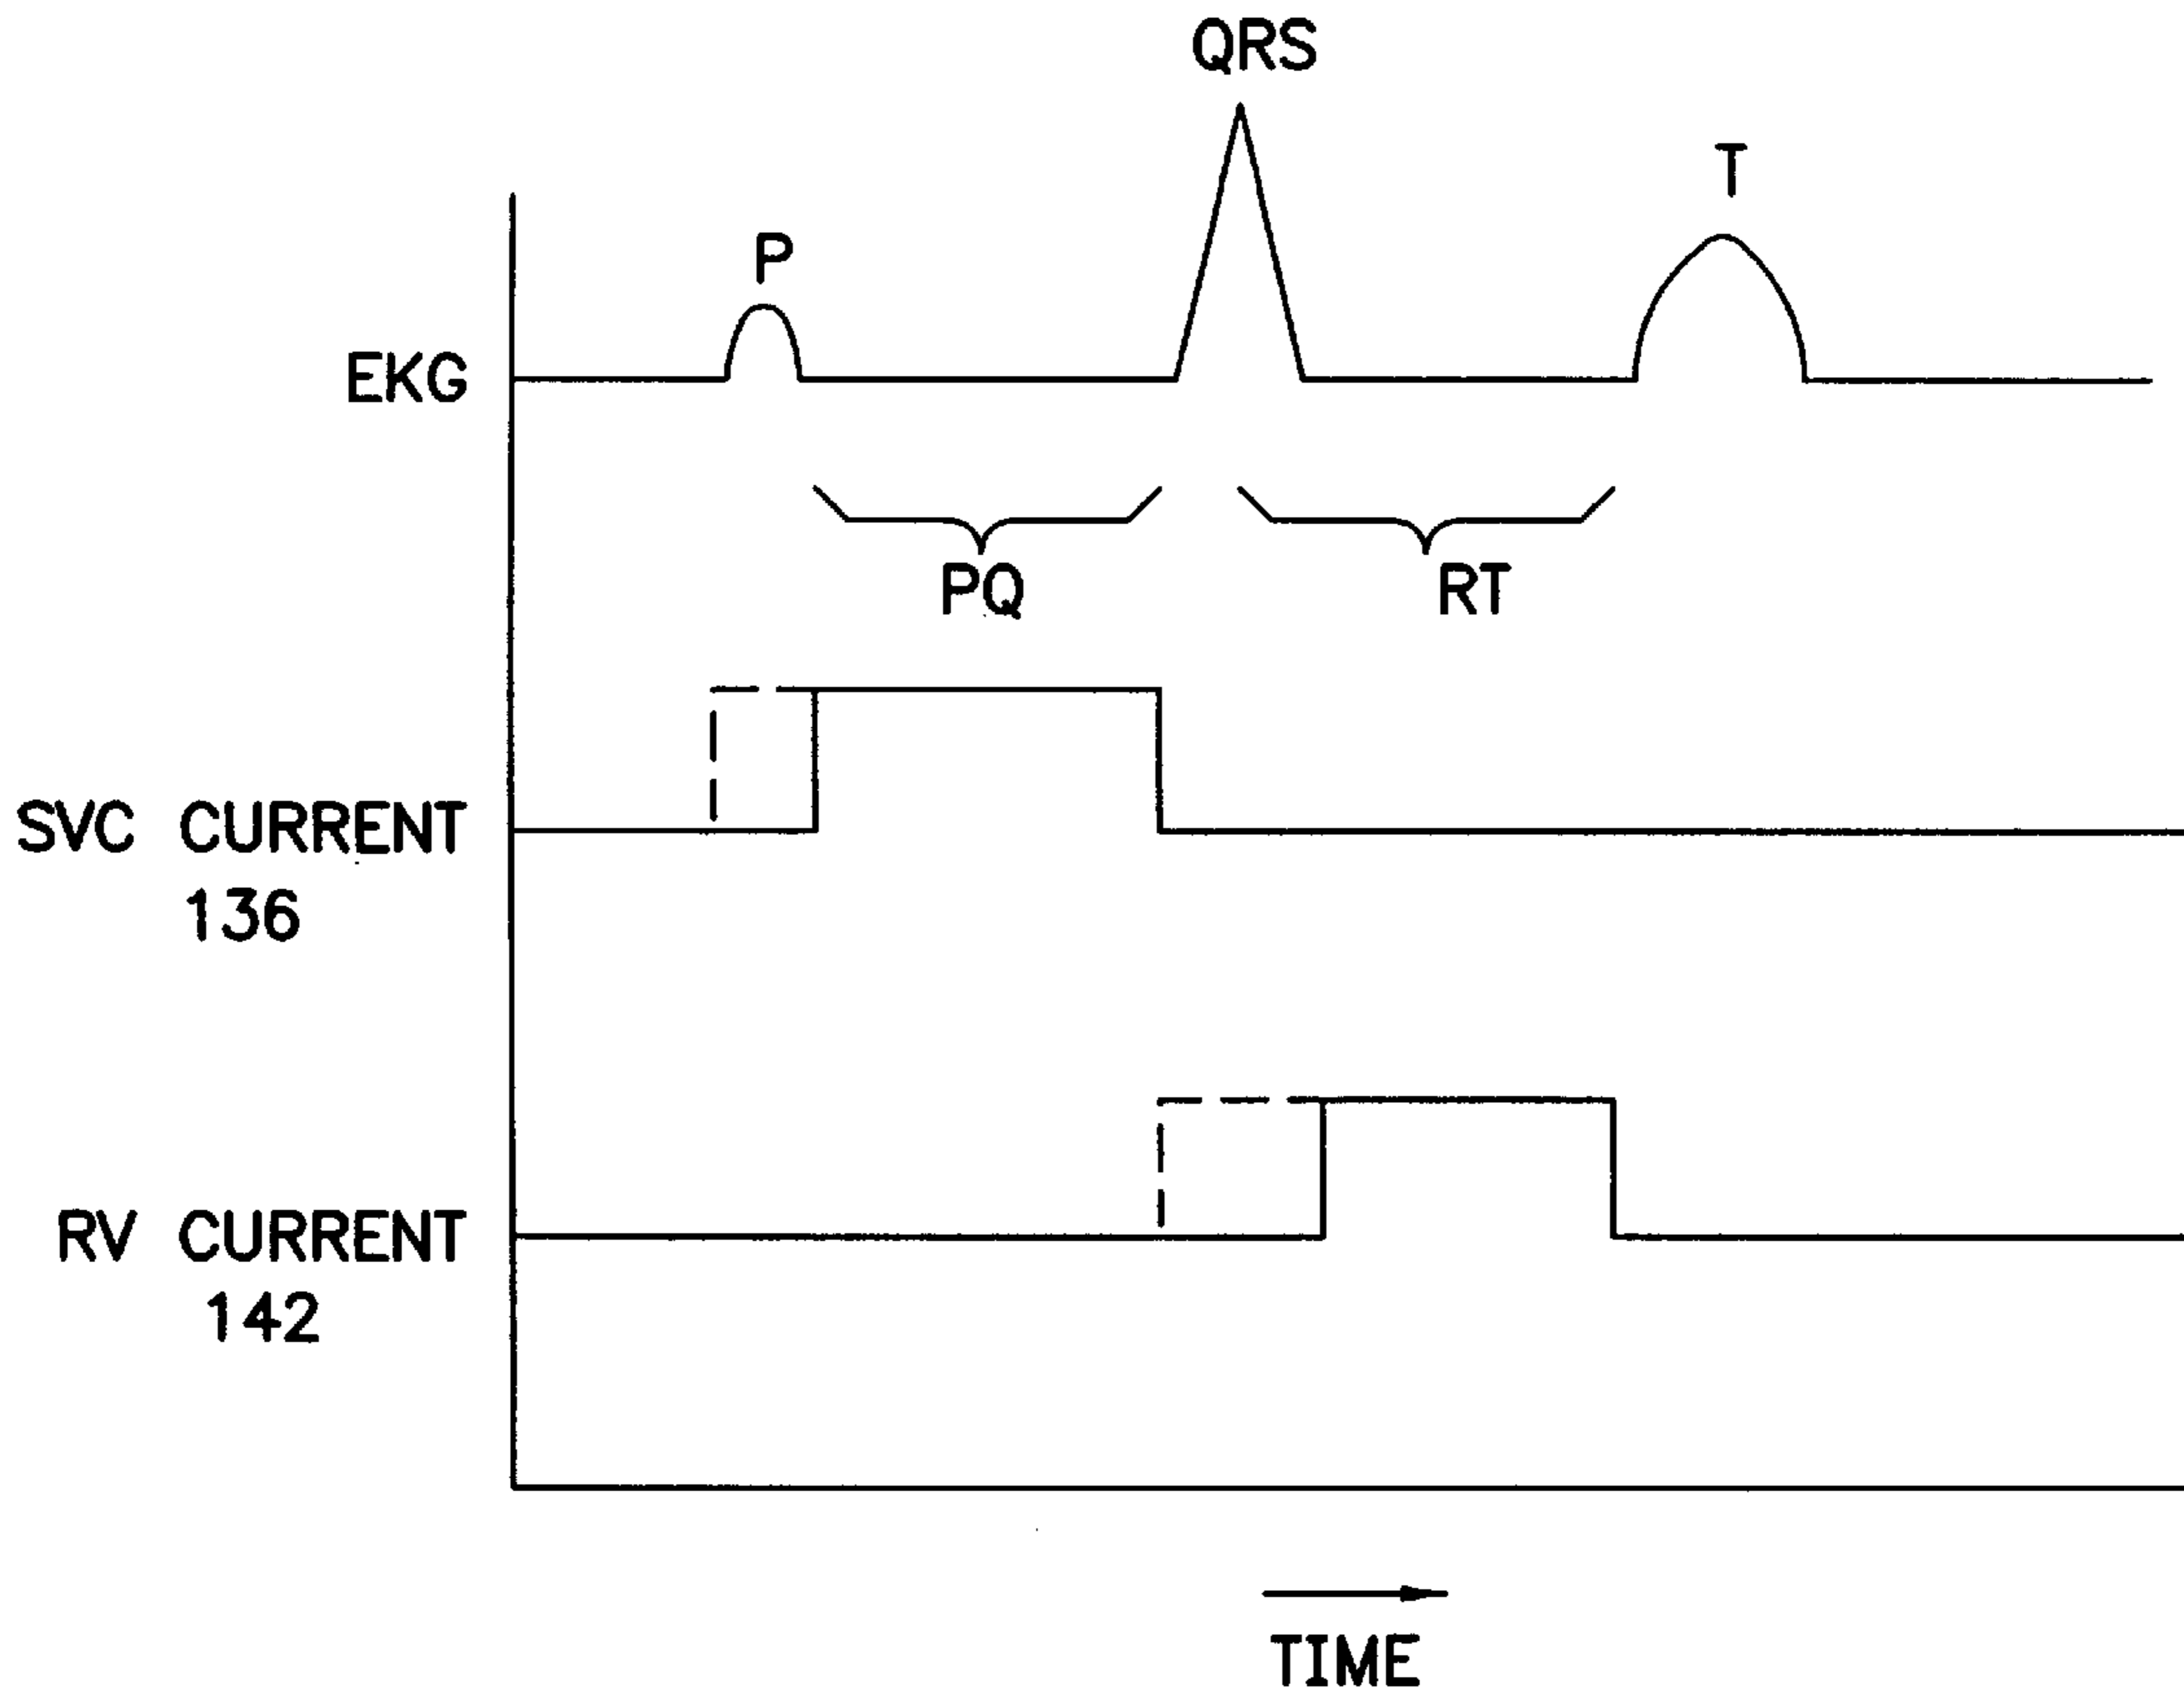 QRS
T
P
EKG
PQ
RT
SVC CURRENT
136
RV CURRENT
142
TIME